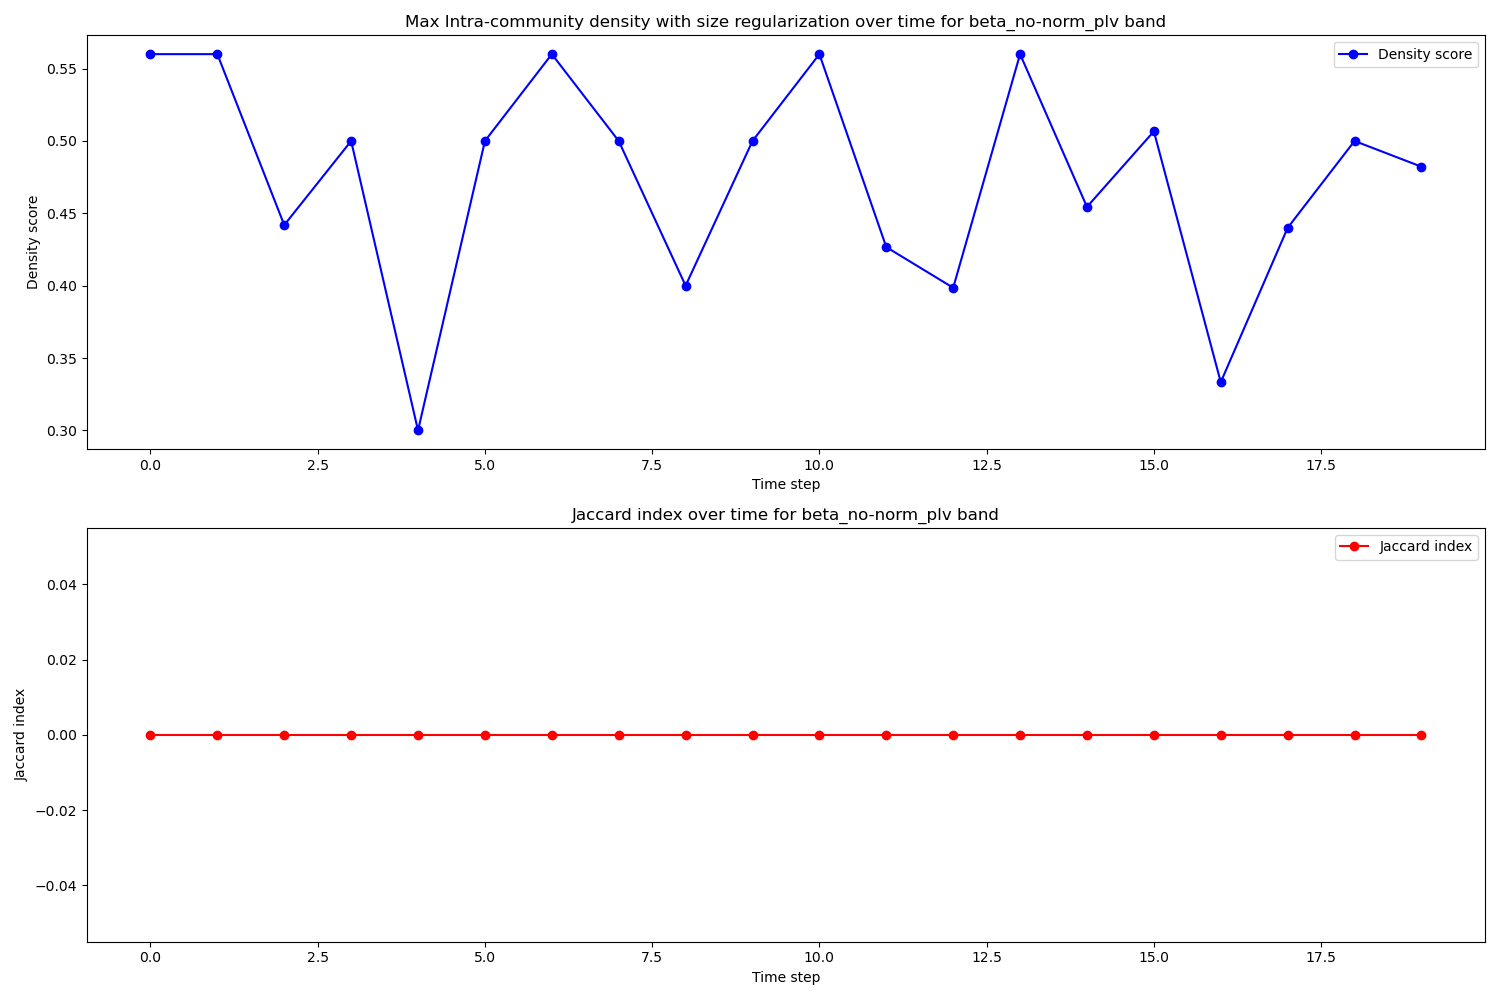 Max Intra-community density with size regularization over time for beta_no-norm_plv band
Density score
0.55
0.50
0.45
0.40
0.35
0.30
Density score
0.0 2.5 5.0 7.5 10.0 12.5 15.0 17.5
Time step
Jaccard index over time for beta_no-norm_plv band
Jaccard index
0.04
0.02
0.00
−0.02
−0.04
Jaccard index
0.0 2.5 5.0 7.5 10.0 12.5 15.0 17.5
Time step